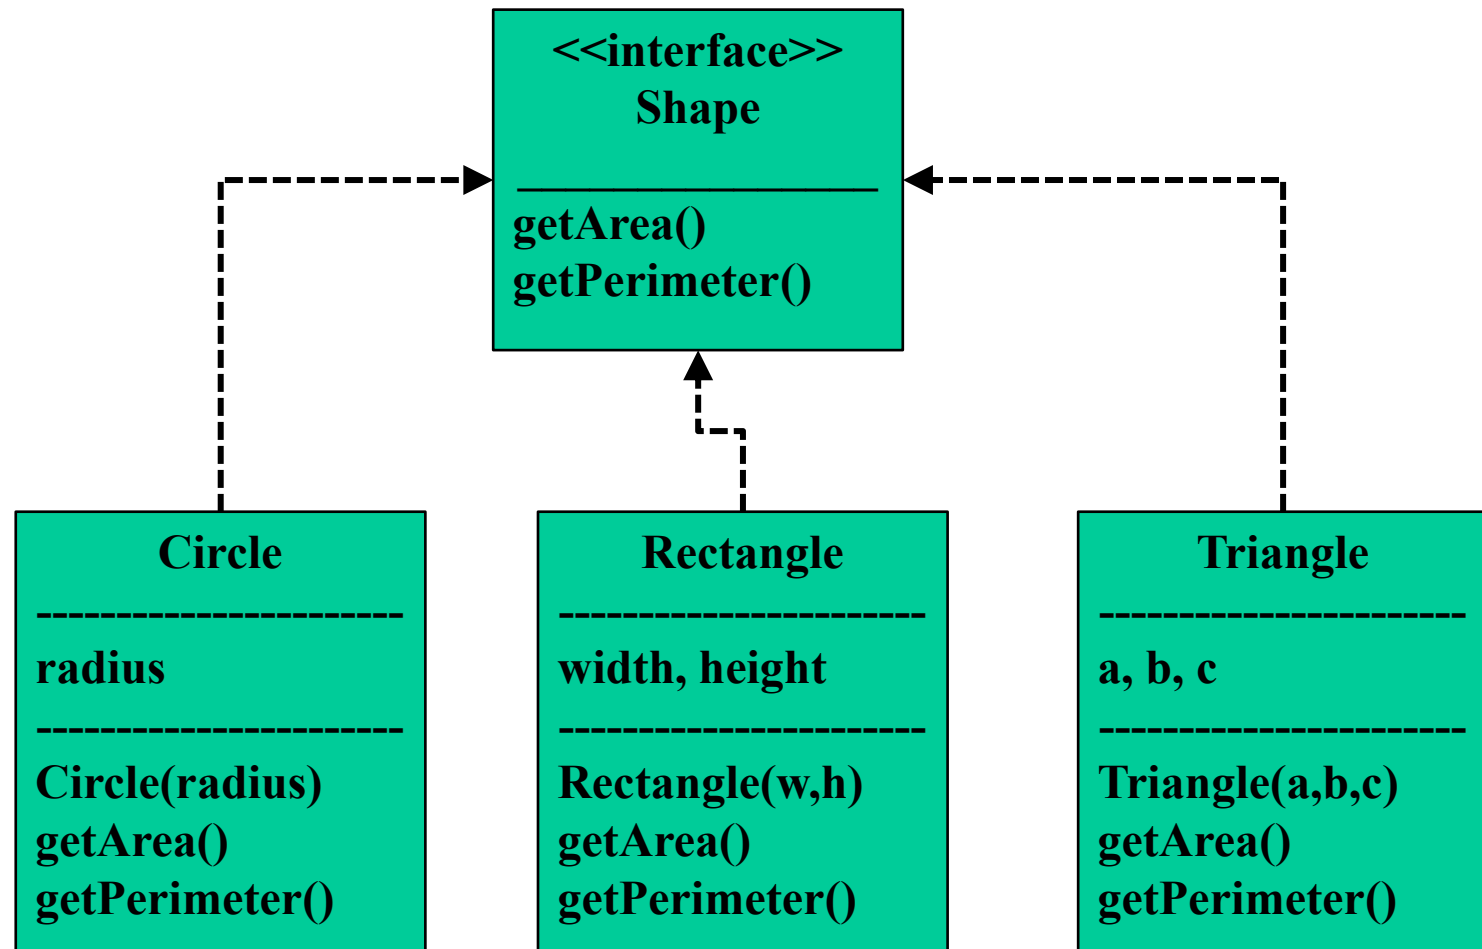 <<interface>>
Shape
getArea()
getPerimeter()
Circle
-----------------------
radius
-----------------------
Circle(radius)
getArea()
getPerimeter()
Rectangle
-----------------------
width, height
-----------------------
Rectangle(w,h)
getArea()
getPerimeter()
Triangle
-----------------------
a, b, c
-----------------------
Triangle(a,b,c)
getArea()
getPerimeter()